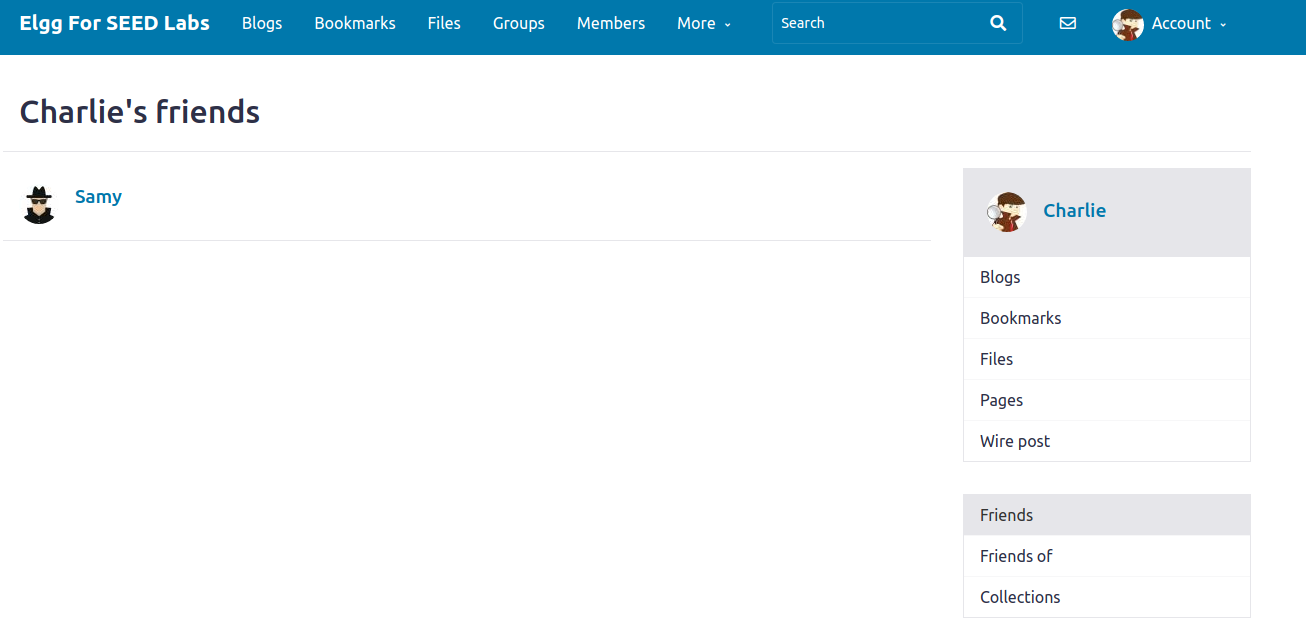 Elgg For SEED Labs Blogs Bookmarks Files Groups Members More Search Account
Charlie's friends
Samy
Charlie
Blogs
Bookmarks
Files
Pages
Wire post
Friends
Friends of
Collections